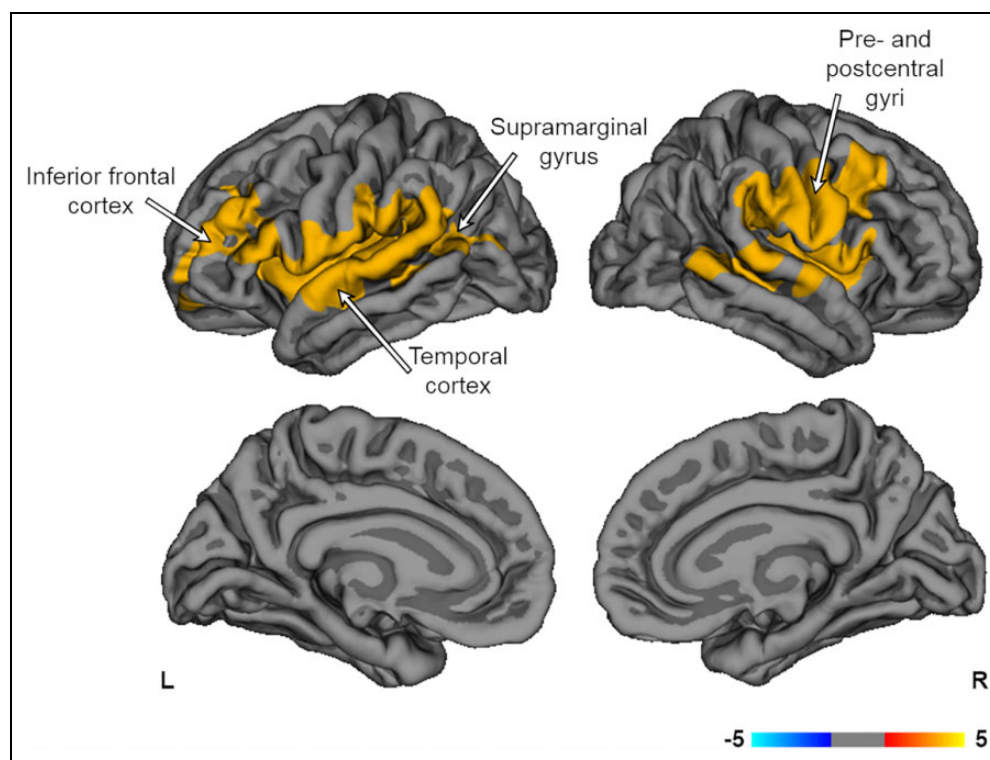 Pre- and
postcentral
gyri
Supramarginal
gyrus
Inferior frontal
cortex
Temporal
cortex
L
R
-5
5